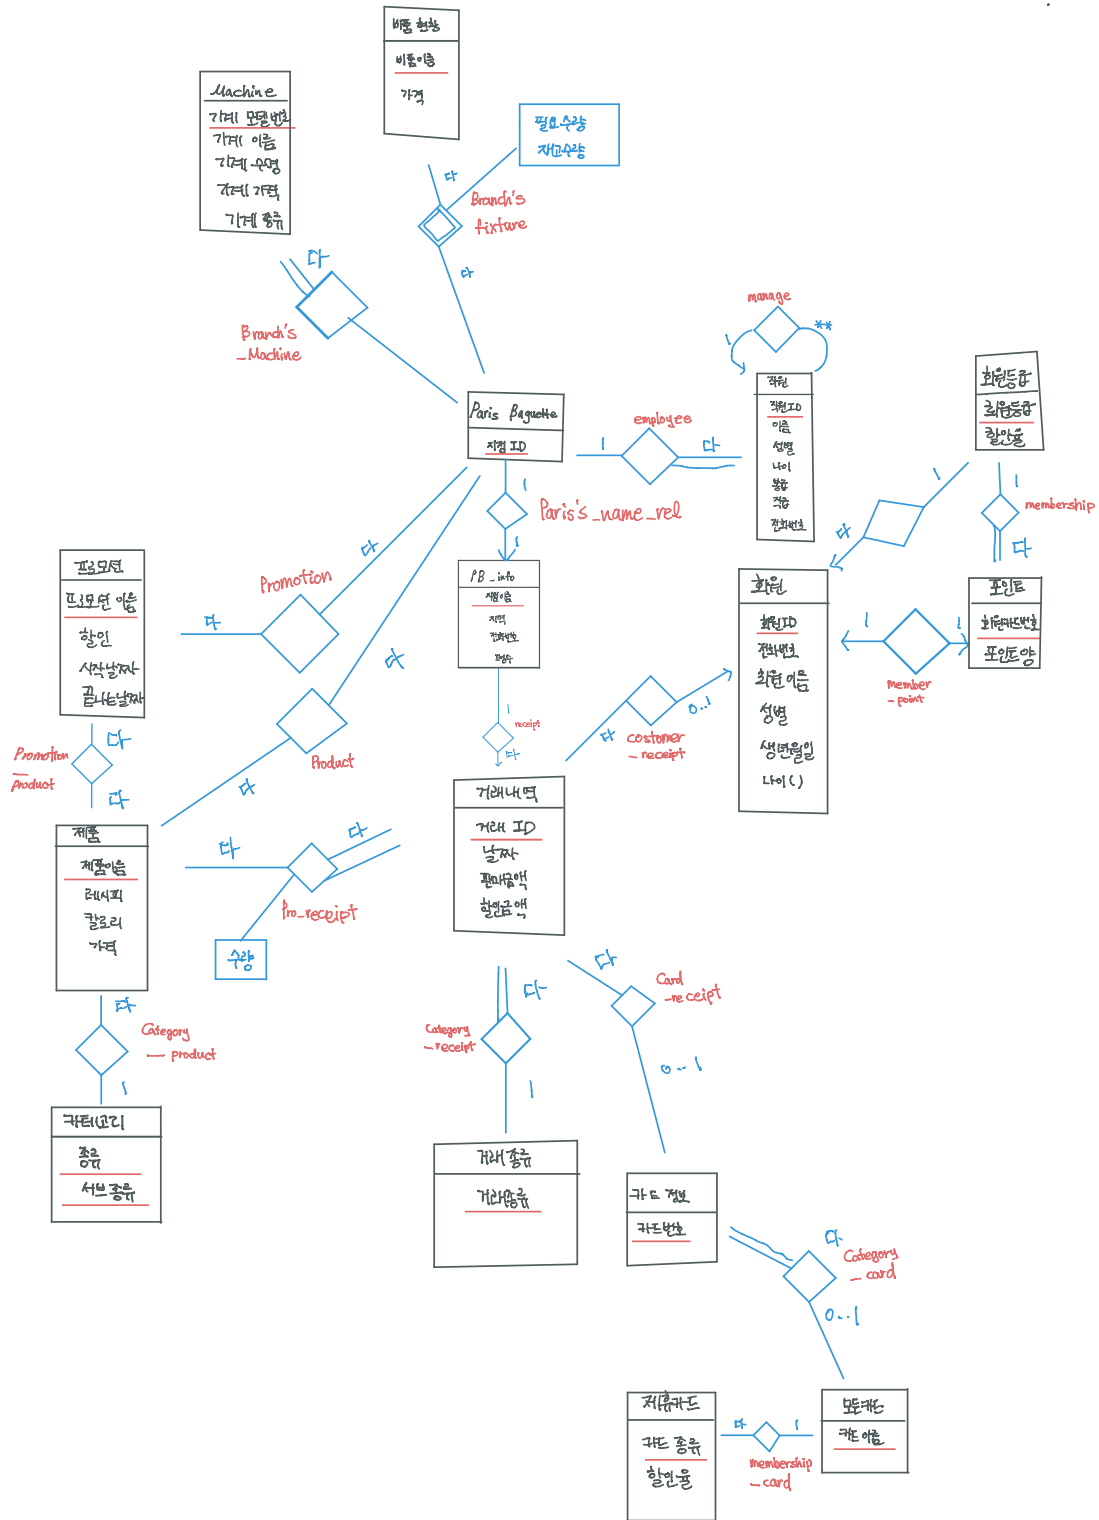 비품 현황
비품이름
가격
Machine
기계 모델번호
기계 이름
기계 수명
기계 가격
기계 종류
필요수량
재고수량
다
Branch's
fixture
다
다
Branch's
_Machine
manage
1
**
직원
직원ID
이름
성별
나이
봉급
직급
전화번호
회원등급
회원등급
할인율
Paris Baguette
지점 ID
employee
1
다
1
Paris's_name_rel
1
1
다
1
membership
다
PB_info
지점이름
지역
전화번호
평수
프로모션
프로모션 이름
할인
시작날짜
끝나는날짜
Promotion
다
다
다
다
Product
회원
회원ID
전화번호
회원 이름
성별
생년월일
나이()
포인트
회원카드번호
포인트양
1
1
member
_point
1
receipt
다
0..1
다
costomer
_receipt
Promotion
_product
다
다
제품
제품이름
레시피
칼로리
가격
다
다
Pro_receipt
수량
거래내역
거래 ID
날짜
판매금액
할인금액
다
Category
_product
1
카테고리
종류
서브 종류
다
Category
_receipt
1
다
Card
_receipt
0..1
거래 종류
거래종류
카드 정보
카드번호
다
Category
_card
0..1
제휴카드
카드 종류
할인율
다
1
membership
_card
모든카드
카드 이름